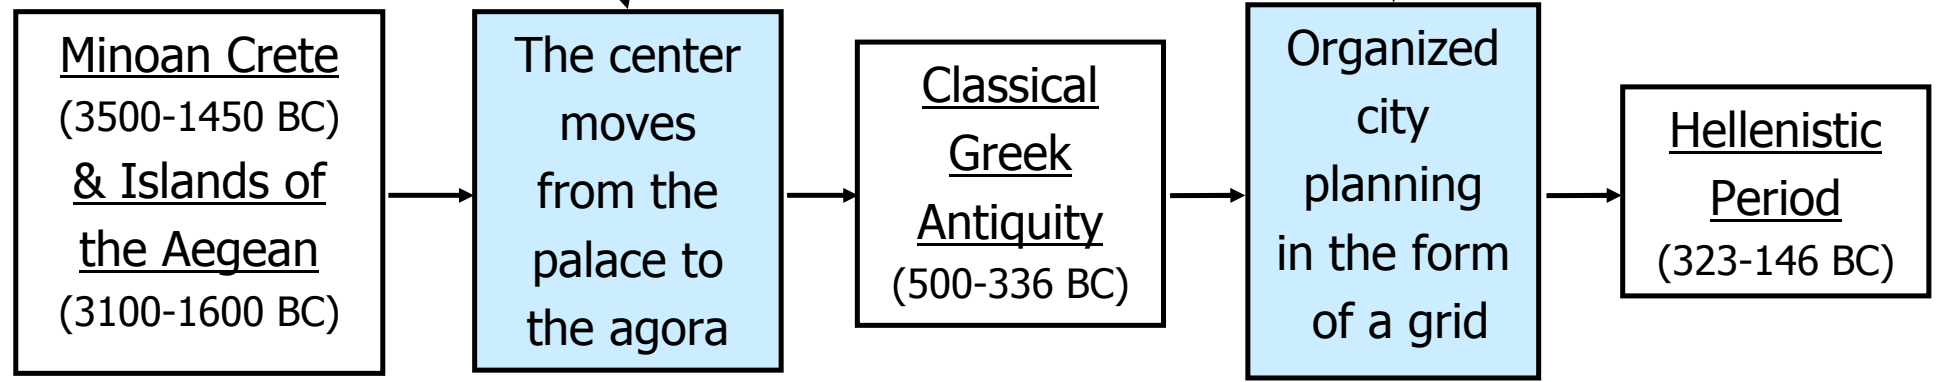 Minoan Crete
(3500-1450 BC)
& Islands of
the Aegean
(3100-1600 BC)
The center
moves
from the
palace to
the agora
Classical
Greek
Antiquity
(500-336 BC)
Organized
city
planning
in the form
of a grid
Hellenistic
Period
(323-146 BC)